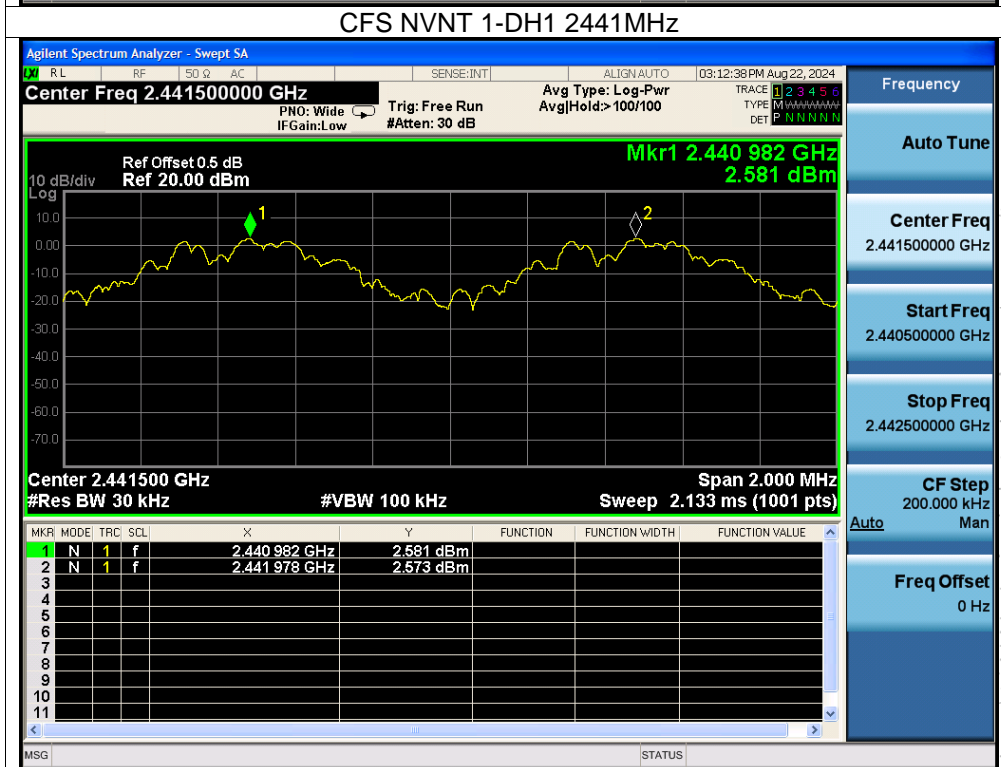 CFS NVNT 1-DH1 2441MHz
Agilent Spectrum Analyzer - Swept SA
LXI RL RF 50 Ω AC SENSE:INT ALIGN AUTO 03:12:38 PM Aug 22, 2024
Center Freq 2.441500000 GHz
PNO: Wide
IFGain:Low
Trig: Free Run
#Atten: 30 dB
Avg Type: Log-Pwr
Avg|Hold:>100/100
TRACE 1 2 3 4 5 6
TYPE M WWWWW
DET P N N N N N
Ref Offset 0.5 dB
Ref 20.00 dBm
10 dB/div
Log
Mkr1 2.440 982 GHz
2.581 dBm
10.0
0.00
-10.0
-20.0
-30.0
-40.0
-50.0
-60.0
-70.0
1
2
Center 2.441500 GHz
Span 2.000 MHz
#Res BW 30 kHz
#VBW 100 kHz
Sweep 2.133 ms (1001 pts)
MKR MODE TRC SCL X Y FUNCTION FUNCTION WIDTH FUNCTION VALUE
1 N 1 f 2.440 982 GHz 2.581 dBm
2 N 1 f 2.441 978 GHz 2.573 dBm
3
4
5
6
7
8
9
10
11
MSG
STATUS
Frequency
Auto Tune
Center Freq
2.441500000 GHz
Start Freq
2.440500000 GHz
Stop Freq
2.442500000 GHz
CF Step
200.000 kHz
Auto Man
Freq Offset
0 Hz